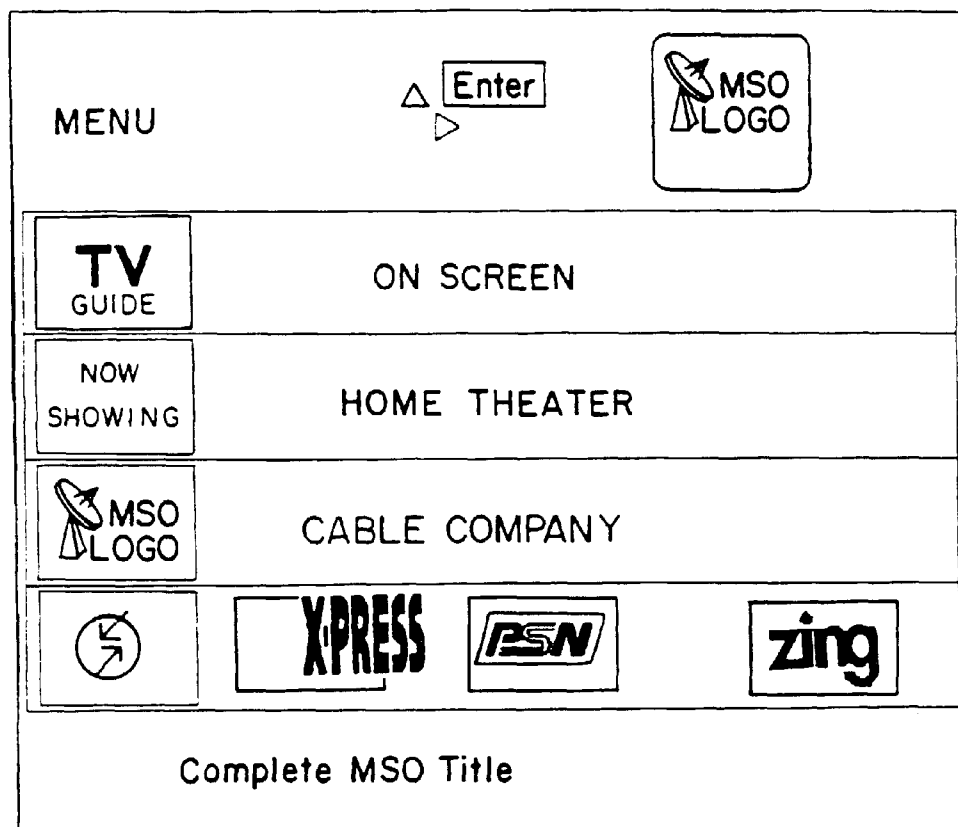 MENU
Enter
MSO
LOGO
TV
GUIDE
ON SCREEN
NOW
SHOWING
HOME THEATER
MSO
LOGO
CABLE COMPANY
X·PRESS
PSN
zing
Complete MSO Title